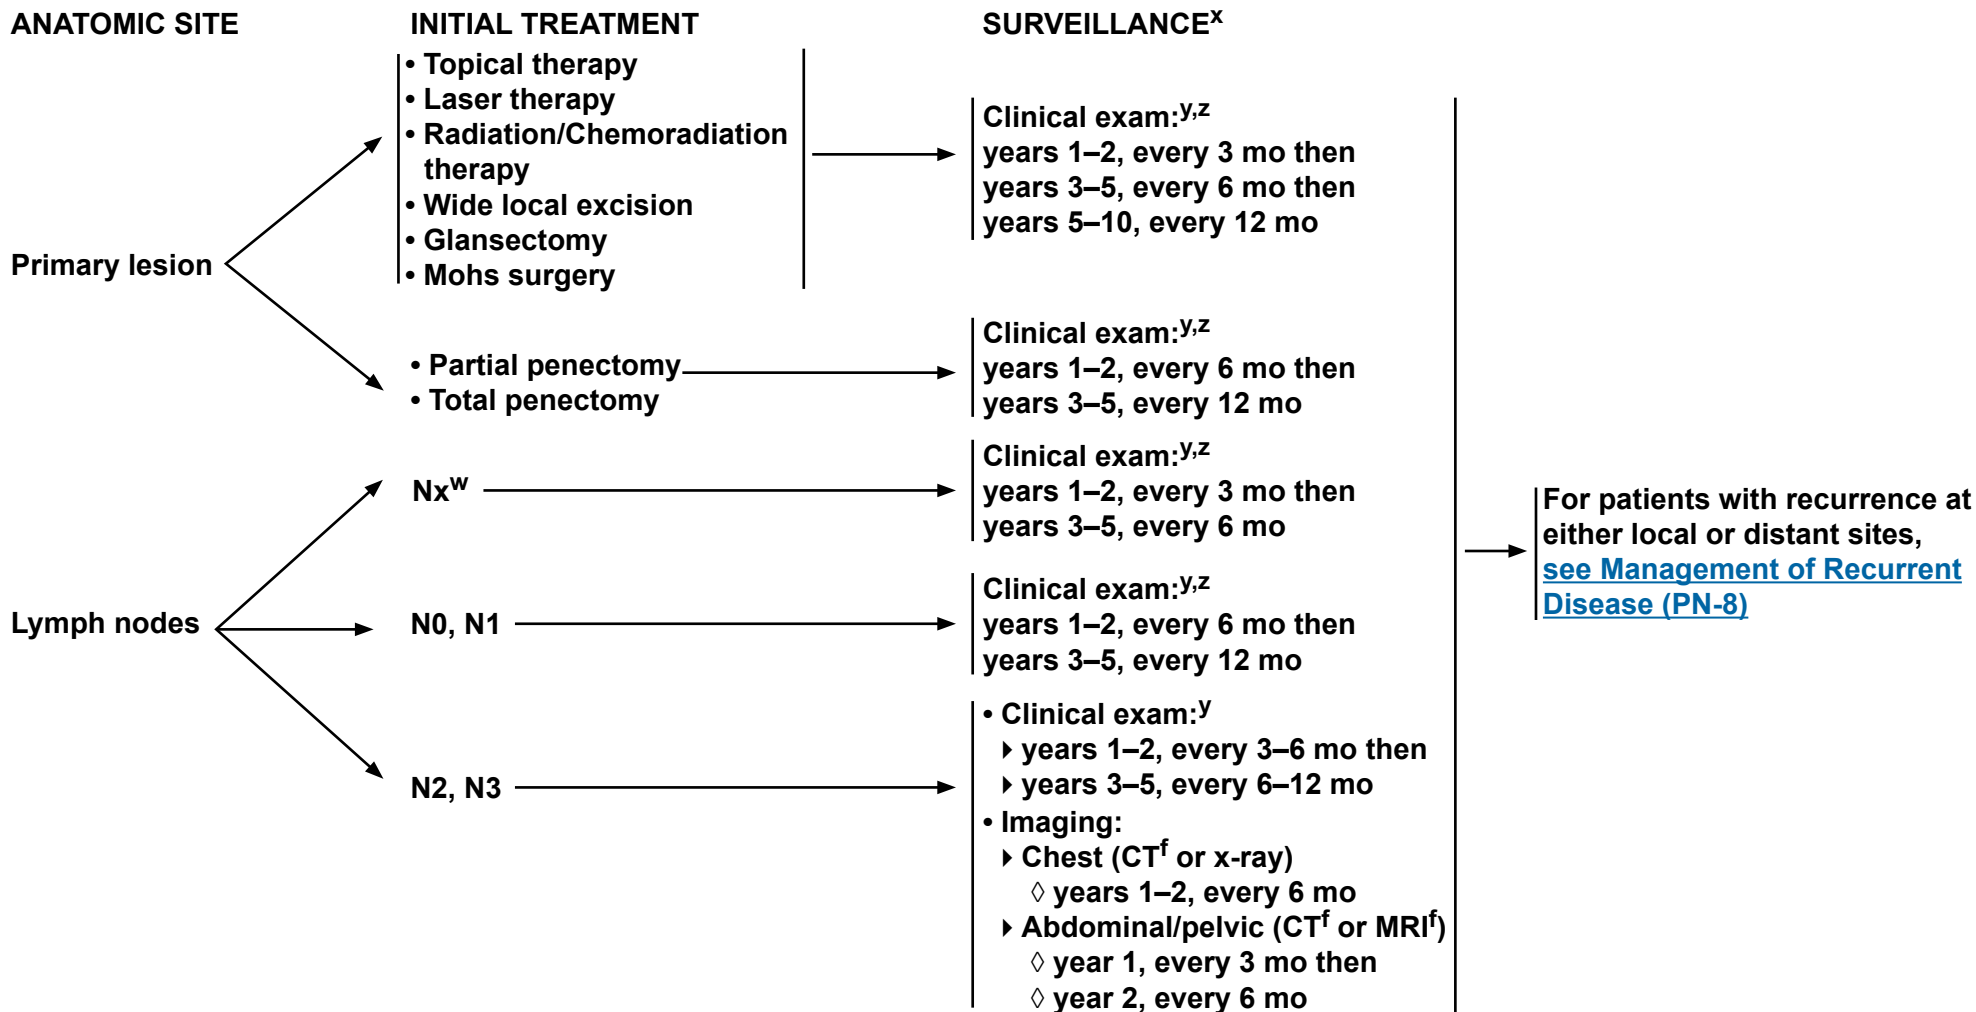 ANATOMIC SITE
INITIAL TREATMENT
SURVEILLANCEˣ
Primary lesion
• Topical therapy
• Laser therapy
• Radiation/Chemoradiation
therapy
• Wide local excision
• Glansectomy
• Mohs surgery
Clinical exam:y,z
years 1–2, every 3 mo then
years 3–5, every 6 mo then
years 5–10, every 12 mo
• Partial penectomy
• Total penectomy
Clinical exam:y,z
years 1–2, every 6 mo then
years 3–5, every 12 mo
Lymph nodes
Nxʷ
Clinical exam:y,z
years 1–2, every 3 mo then
years 3–5, every 6 mo
N0, N1
Clinical exam:y,z
years 1–2, every 6 mo then
years 3–5, every 12 mo
N2, N3
• Clinical exam:y
▸ years 1–2, every 3–6 mo then
▸ years 3–5, every 6–12 mo
• Imaging:
▸ Chest (CTᶠ or x-ray)
◊ years 1–2, every 6 mo
▸ Abdominal/pelvic (CTᶠ or MRIᶠ)
◊ year 1, every 3 mo then
◊ year 2, every 6 mo
For patients with recurrence at
either local or distant sites,
see Management of Recurrent
Disease (PN-8)